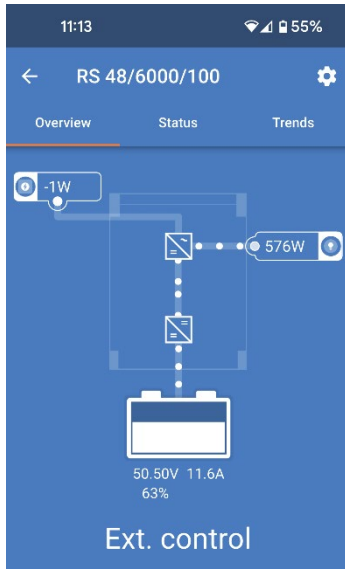 11:13
55%
RS 48/6000/100
Overview
Status
Trends
-1W
576W
50.50V 11.6A
63%
Ext. control